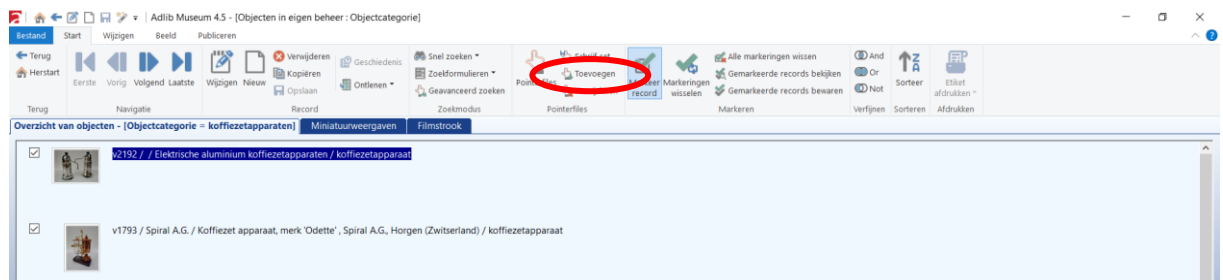 Adlib Museum 4.5 - [Objecten in eigen beheer : Objectcategorie]
Bestand Start Wijzigen Beeld Publiceren
Terug
Herstart
Eerste Vorig Volgend Laatste
Wijzigen Nieuw
Verwijderen
Kopiëren
Opslaan
Geschiedenis
Ontlenen
Snel zoeken
Zoekformulieren
Geavanceerd zoeken
Toevoegen
record
Markeringen
wisselen
Alle markeringen wissen
Gemarkeerde records bekijken
Gemarkeerde records bewaren
And
Or
Not
Sorteer
Etiket
afdrukken
Terug Navigatie Record Zoekmodus Pointerfiles Markeren Verfijnen Sorteren Afdrukken
Overzicht van objecten - [Objectcategorie = koffiezetapparaten] Miniatuurweergaven Filmstrook
v2192 / / Elektrische aluminium koffiezetapparaten / koffiezetapparaat
v1793 / Spiral A.G. / Koffiezet apparaat, merk 'Odette' , Spiral A.G., Horgen (Zwitserland) / koffiezetapparaat